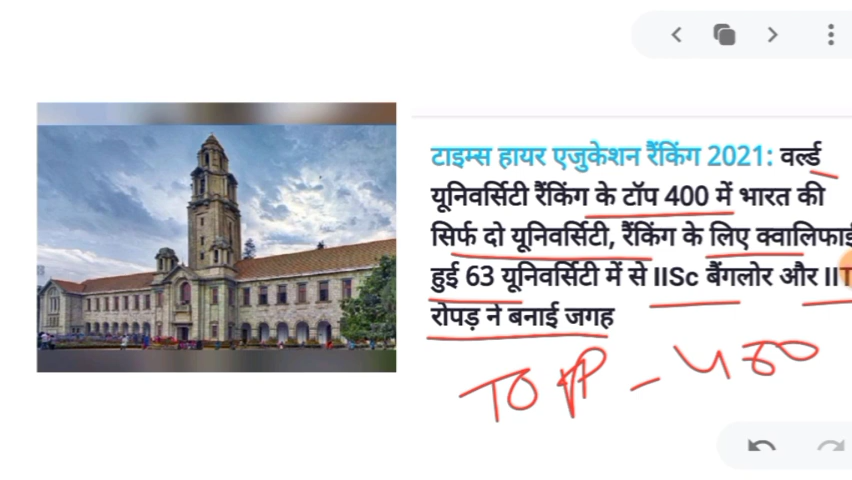 टाइम्स हायर एजुकेशन रैंकिंग 2021: वर्ल्ड
यूनिवर्सिटी रैंकिंग के टॉप 400 में भारत की
सिर्फ दो यूनिवर्सिटी, रैंकिंग के लिए क्वालिफाई
हुई 63 यूनिवर्सिटी में से IISc बैंगलोर और IIT
रोपड़ ने बनाई जगह
TOP - 400